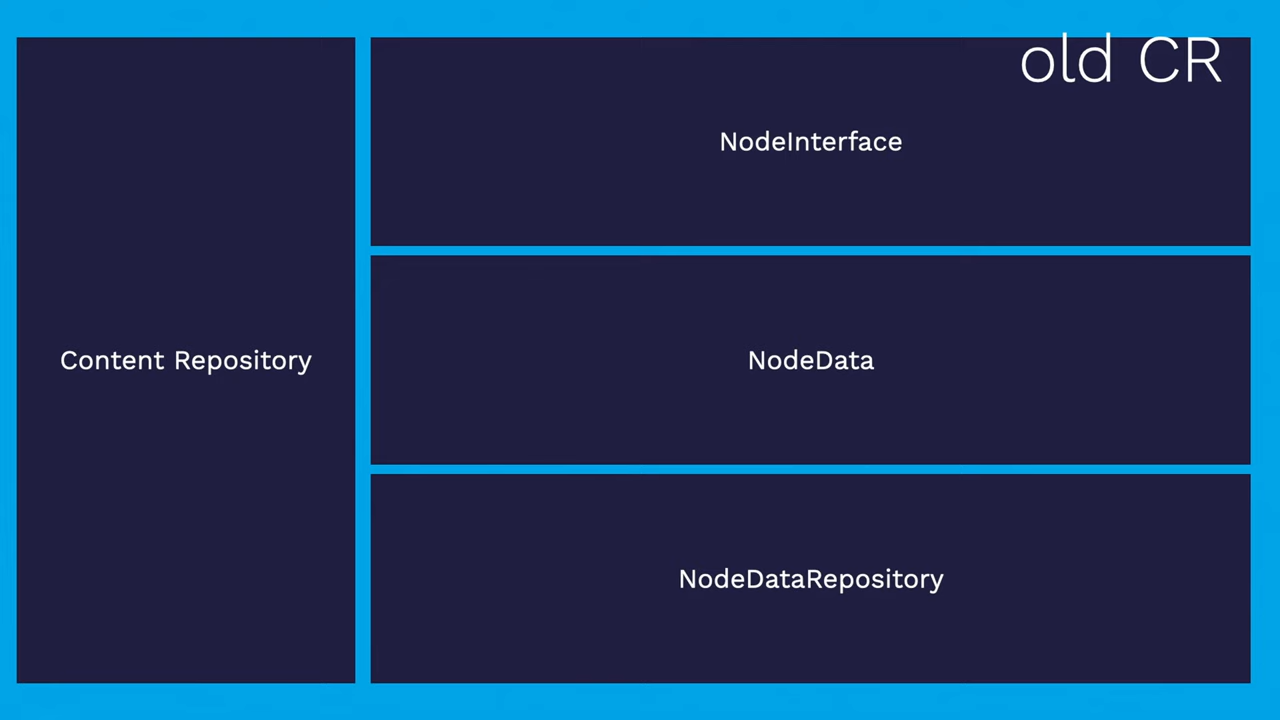 old CR
NodeInterface
Content Repository
NodeData
NodeDataRepository